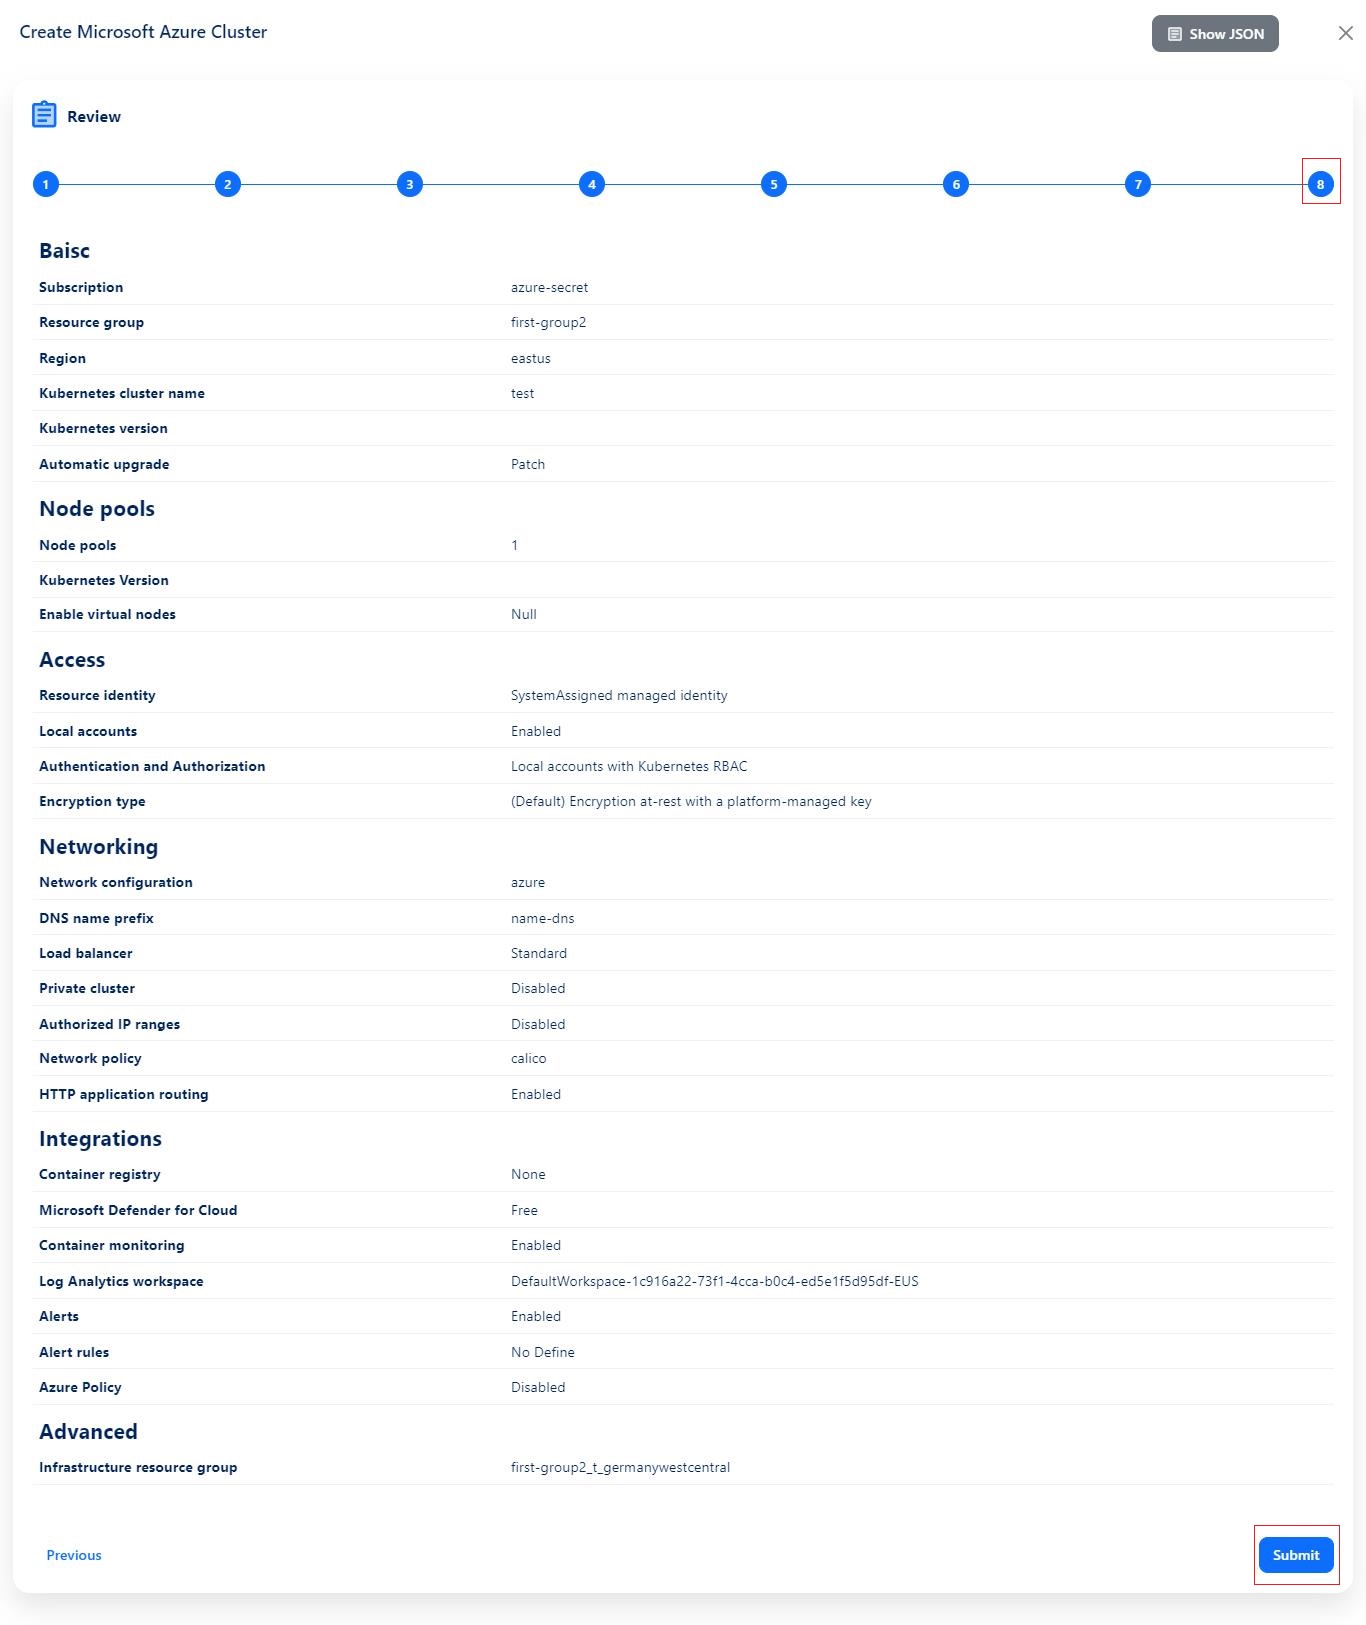 Create Microsoft Azure Cluster
Show JSON
Review
1 2 3 4 5 6 7 8
Baisc
Subscription azure-secret
Resource group first-group2
Region eastus
Kubernetes cluster name test
Kubernetes version
Automatic upgrade Patch
Node pools
Node pools 1
Kubernetes Version
Enable virtual nodes Null
Access
Resource identity SystemAssigned managed identity
Local accounts Enabled
Authentication and Authorization Local accounts with Kubernetes RBAC
Encryption type (Default) Encryption at-rest with a platform-managed key
Networking
Network configuration azure
DNS name prefix name-dns
Load balancer Standard
Private cluster Disabled
Authorized IP ranges Disabled
Network policy calico
HTTP application routing Enabled
Integrations
Container registry None
Microsoft Defender for Cloud Free
Container monitoring Enabled
Log Analytics workspace DefaultWorkspace-1c916a22-73f1-4cca-b0c4-ed5e1f5d95df-EUS
Alerts Enabled
Alert rules No Define
Azure Policy Disabled
Advanced
Infrastructure resource group first-group2_t_germanywestcentral
Previous
Submit